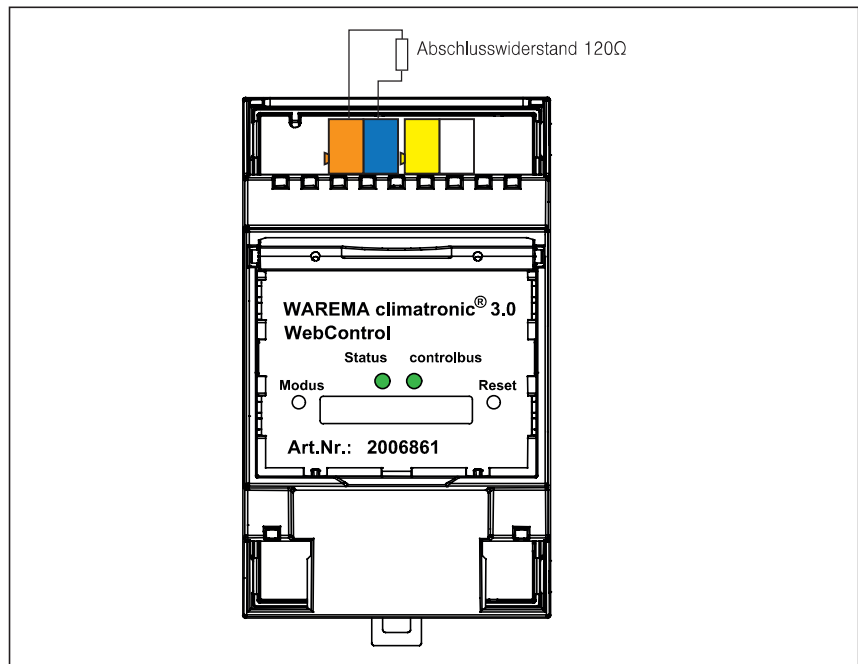 Abschlusswiderstand 120Ω
WAREMA climatronic® 3.0
WebControl
Status controlbus
Modus Reset
Art.Nr.: 2006861